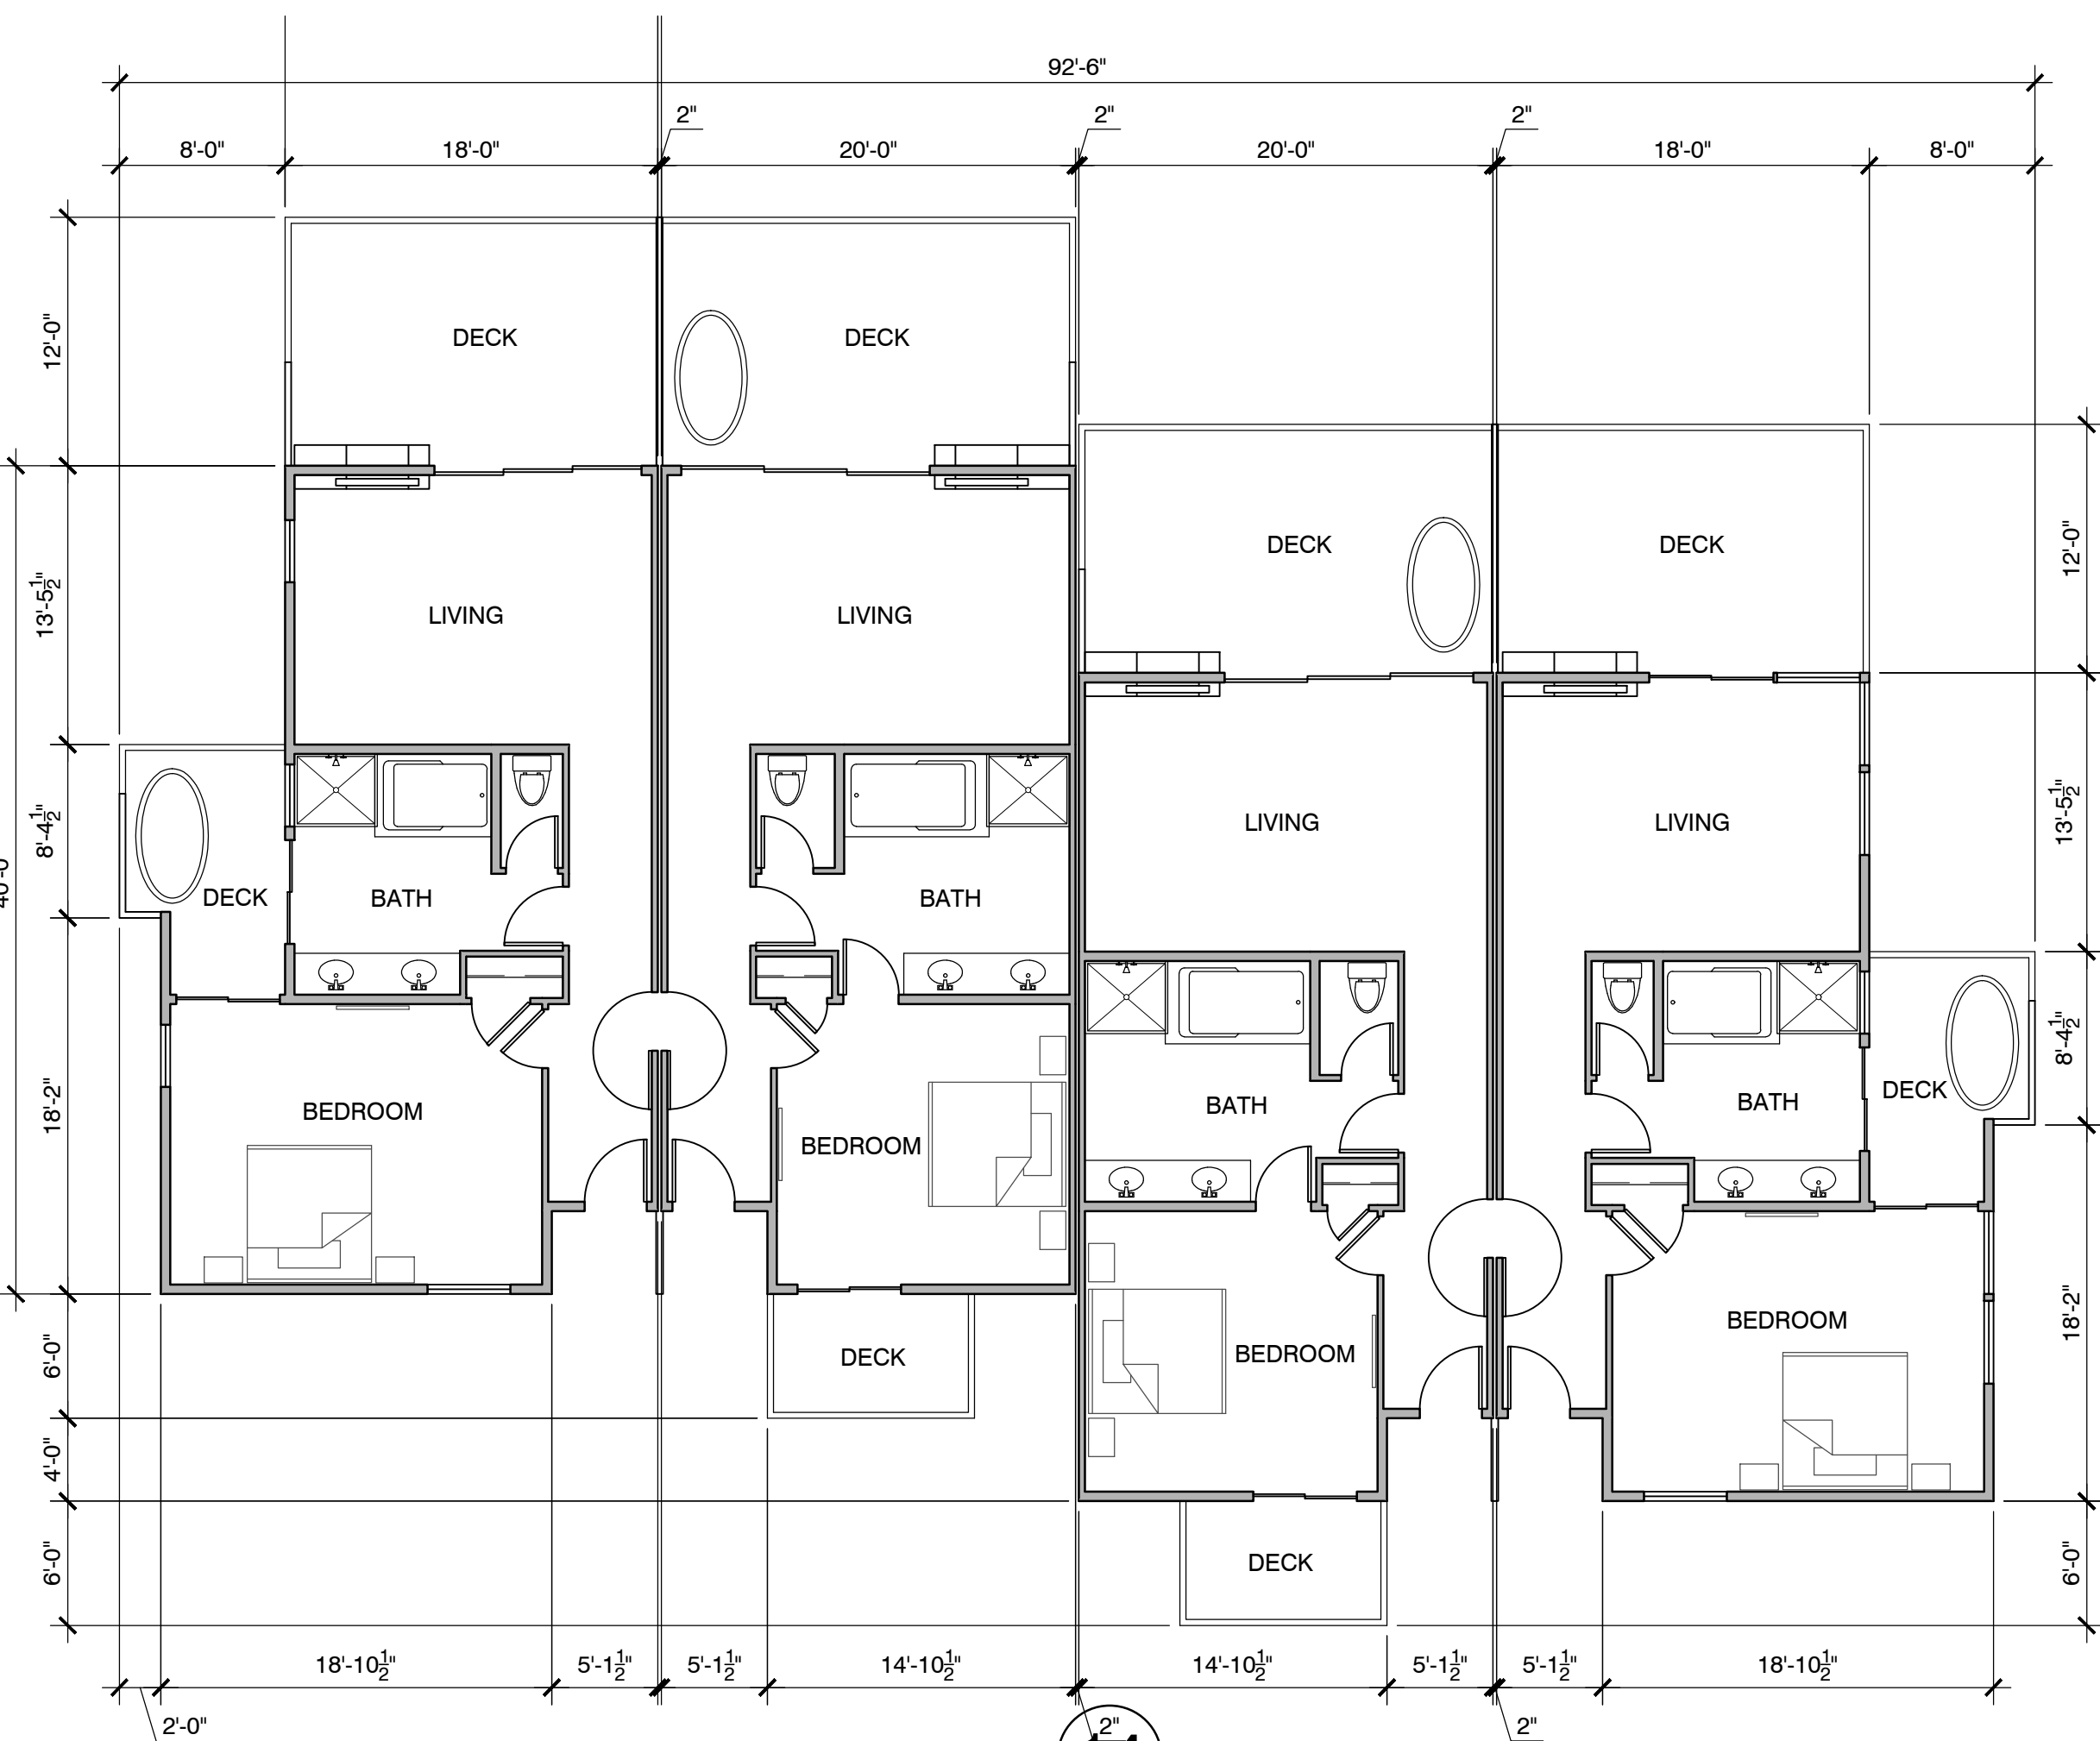 92'-6"
2" 2" 2"
8'-0" 18'-0" 20'-0" 20'-0" 18'-0" 8'-0"
12'-0" DECK DECK
DECK DECK 12'-0"
13'-5½" LIVING LIVING
LIVING LIVING 13'-5½"
8'-4½" DECK BATH BATH
BATH BATH DECK 8'-4½"
18'-2" BEDROOM BEDROOM
BEDROOM BEDROOM 18'-2"
6'-0" DECK
4'-0"
6'-0" DECK 6'-0"
18'-10½" 5'-1½" 5'-1½" 14'-10½" 14'-10½" 5'-1½" 5'-1½" 18'-10½"
2'-0" 2" 2"